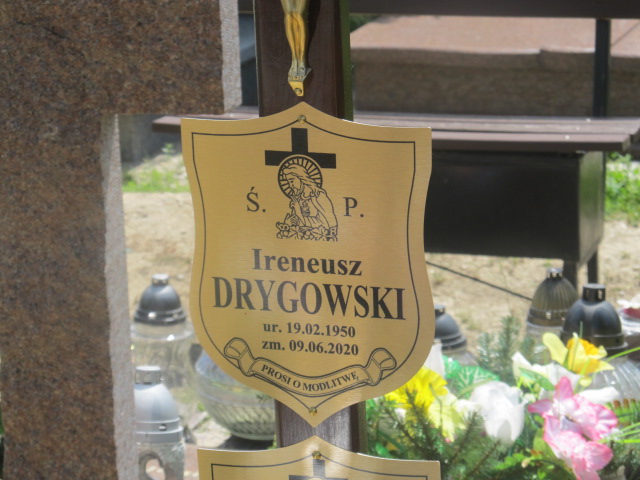 Ś. P.
Ireneusz
DRYGOWSKI
ur. 19.02.1950
zm. 09.06.2020
PROSI O MODLITWĘ